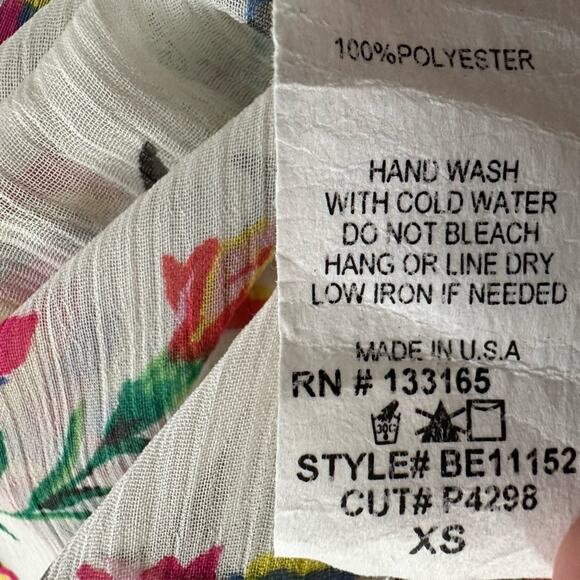 100%POLYESTER
HAND WASH
WITH COLD WATER
DO NOT BLEACH
HANG OR LINE DRY
LOW IRON IF NEEDED
MADE IN U.S.A
RN # 133165
30C
STYLE# BE11152
CUT# P4298
XS